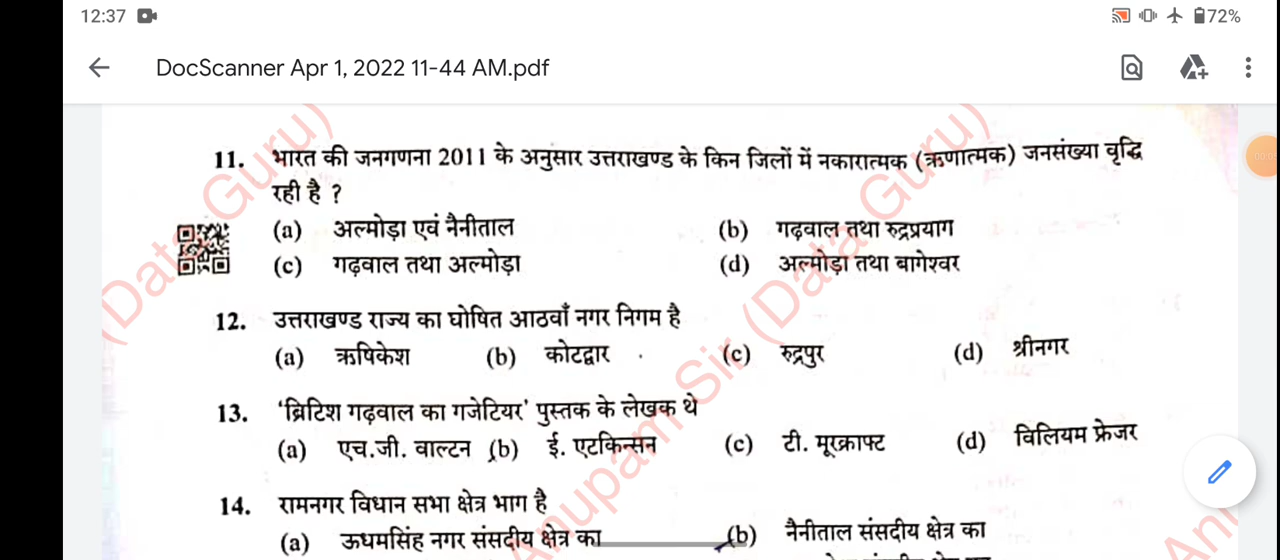 12:37
72%
DocScanner Apr 1, 2022 11-44 AM.pdf
11. भारत की जनगणना 2011 के अनुसार उत्तराखण्ड के किन जिलों में नकारात्मक (ऋणात्मक) जनसंख्या वृद्धि
रही है ?
(a) अल्मोड़ा एवं नैनीताल (b) गढ़वाल तथा रुद्रप्रयाग
(c) गढ़वाल तथा अल्मोड़ा (d) अल्मोड़ा तथा बागेश्वर
12. उत्तराखण्ड राज्य का घोषित आठवाँ नगर निगम है
(a) ऋषिकेश (b) कोटद्वार (c) रुद्रपुर (d) श्रीनगर
13. ‘ब्रिटिश गढ़वाल का गजेटियर’ पुस्तक के लेखक थे
(a) एच.जी. वाल्टन (b) ई. एटकिन्सन (c) टी. मूरक्राफ्ट (d) विलियम फ्रेजर
14. रामनगर विधान सभा क्षेत्र भाग है
(a) ऊधमसिंह नगर संसदीय क्षेत्र का (b) नैनीताल संसदीय क्षेत्र का
(Data Guru)
Anupam Sir (Data Guru)